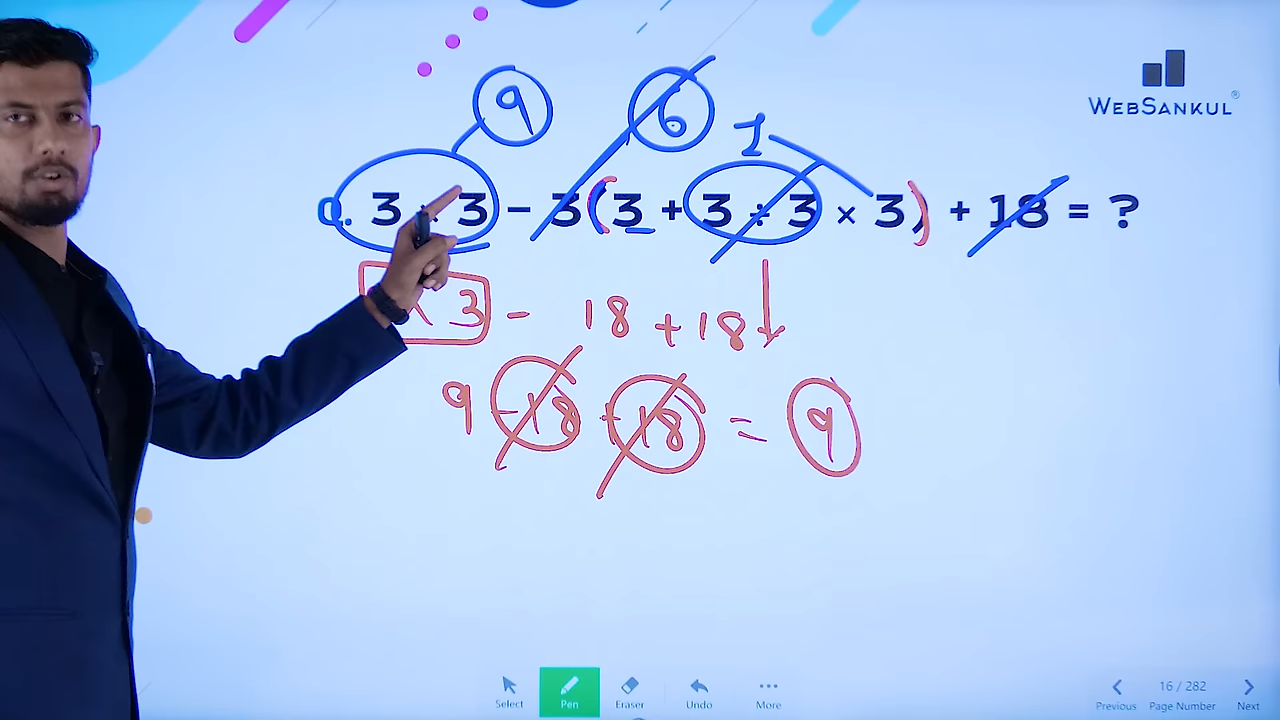 WEBSANKUL®
9
6
1
Q. 3 × 3 − 3(3 + 3 ÷ 3 × 3) + 18 = ?
× 3 − 18 + 18
9 −18 +18 = 9
Select Pen Eraser Undo More
16 / 282
Previous Page Number Next